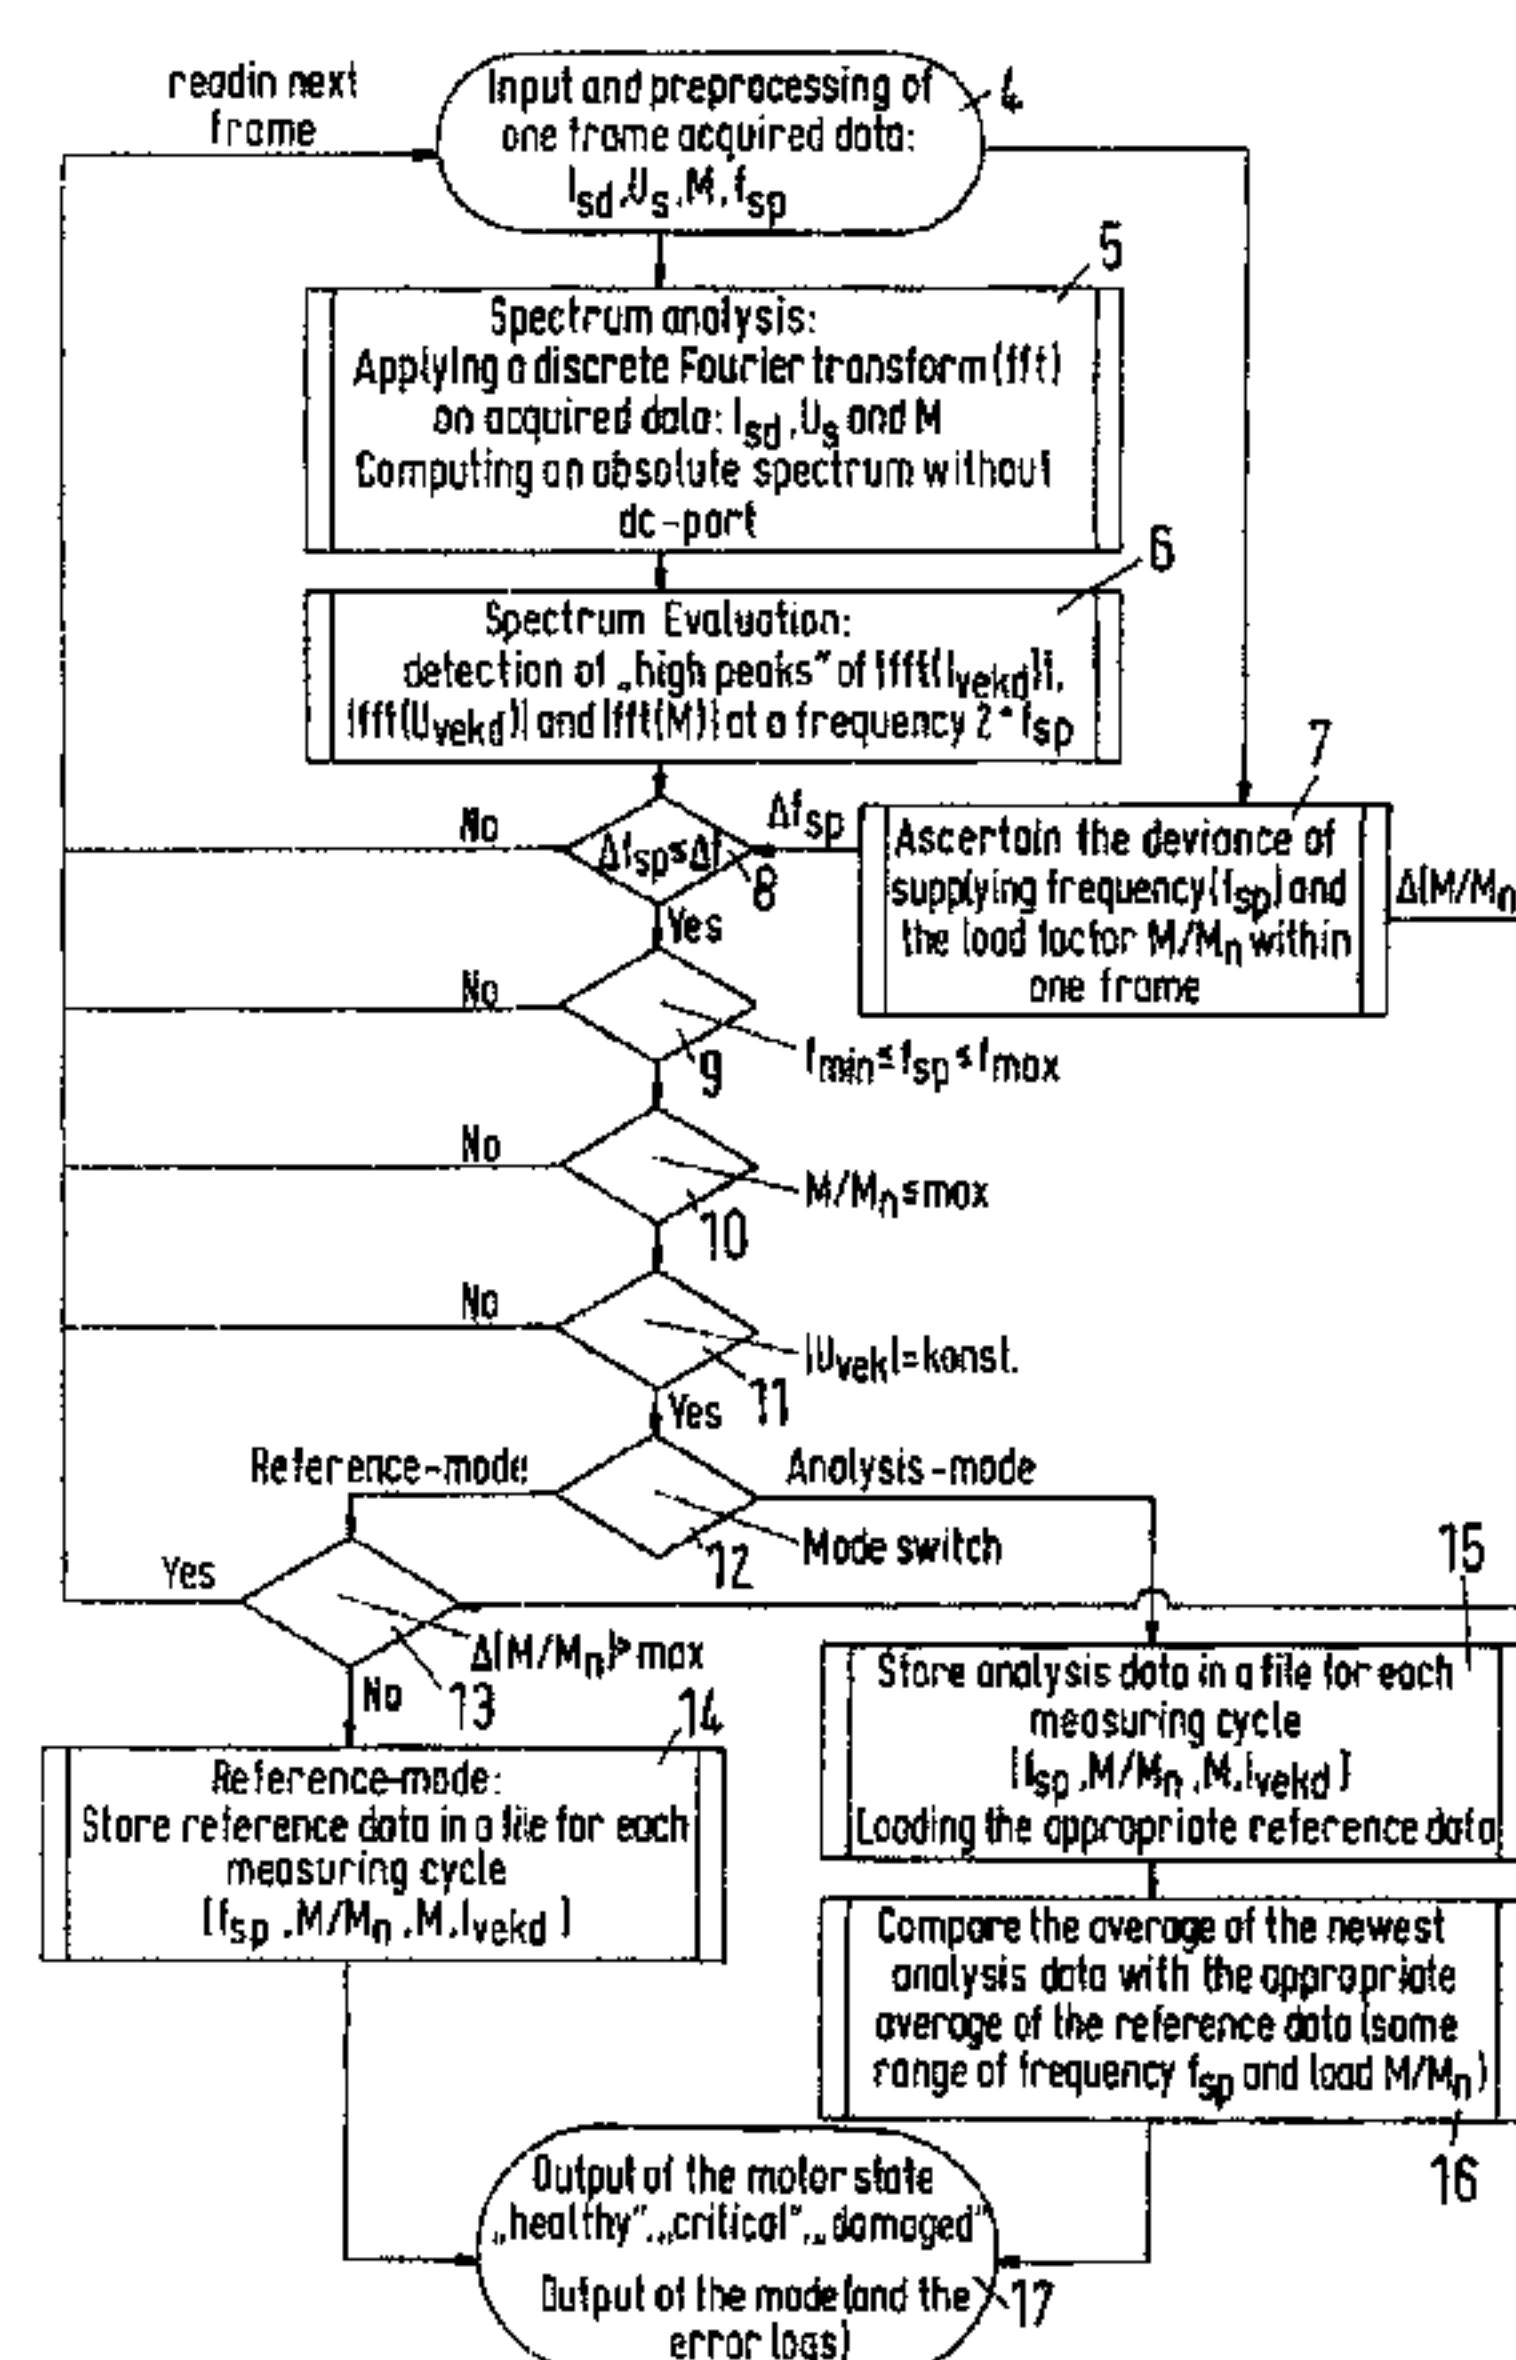 readin next
frame
Input and preprocessing of
one frame acquired data:
Isd, Us, M, fsp
4
5
Spectrum analysis:
Applying a discrete Fourier transform (fft)
on acquired data: Isd, Us and M
Computing an absolute spectrum without
dc-part
6
Spectrum Evaluation:
detection of „high peaks" of |fft(Ivekd)|,
|fft(Uvekd)| and |fft(M)| at a frequency 2 * fsp
7
No
Δfsp≤Δf
8
Δfsp
Ascertain the deviance of
supplying frequency (fsp) and
the load factor M/Mn within
one frame
Δ(M/Mn
Yes
No
9
fmin≤fsp≤fmax
No
10
M/Mn≤max
No
11
|Uvek|=konst.
Yes
Reference-mode
Analysis-mode
12
Mode switch
Yes
Δ(M/Mn)>max
13
No
14
Reference-mode:
Store reference data in a file for each
measuring cycle
[fsp, M/Mn, M, Ivekd]
15
Store analysis data in a file for each
measuring cycle
[fsp, M/Mn, M, Ivekd]
Loading the appropriate reference data
Compare the average of the newest
analysis data with the appropriate
average of the reference data (same
range of frequency fsp and load M/Mn)
16
Output of the motor state
„healthy", „critical", „damaged"
Output of the mode (and the
error logs)
17